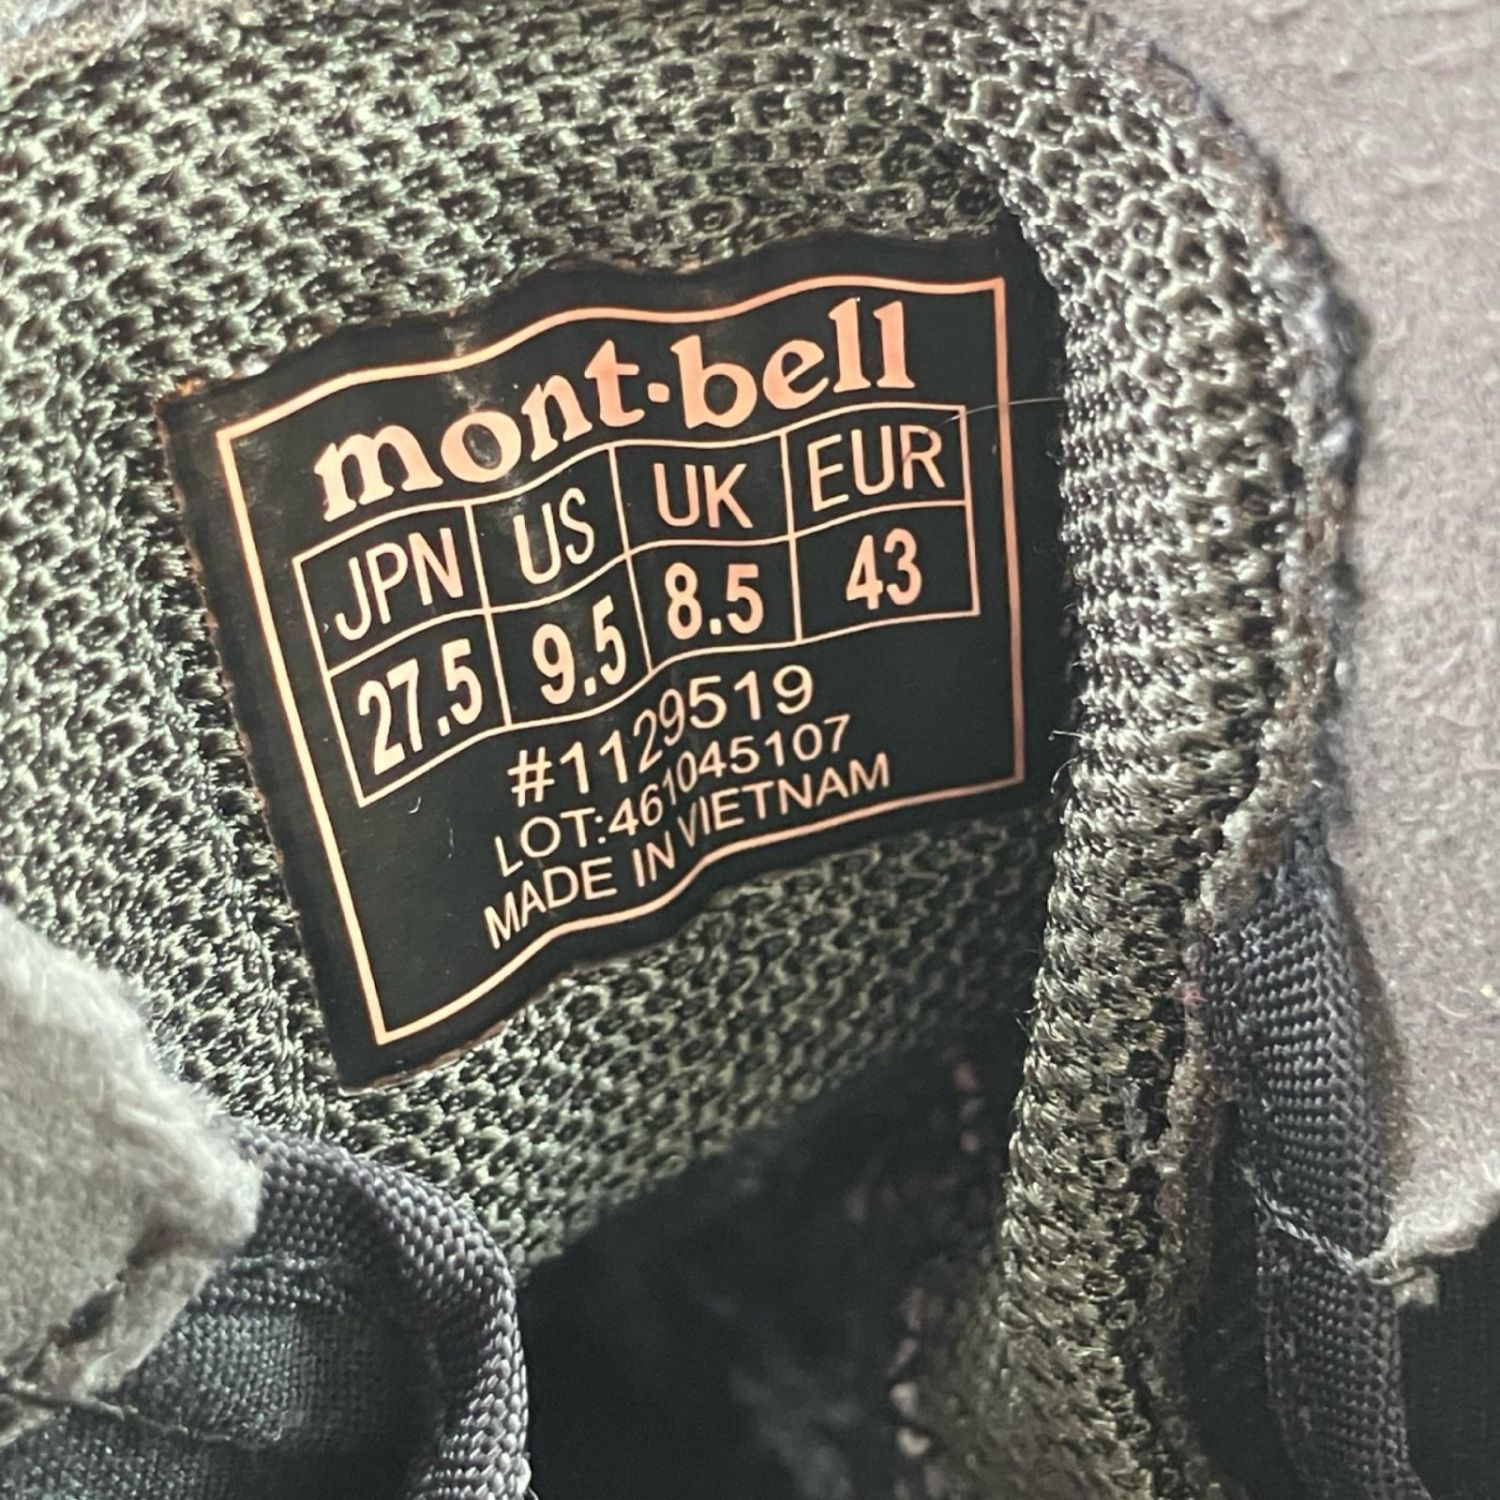 mont-bell
JPN US UK EUR
27.5 9.5 8.5 43
#1129519
LOT:461045107
MADE IN VIETNAM